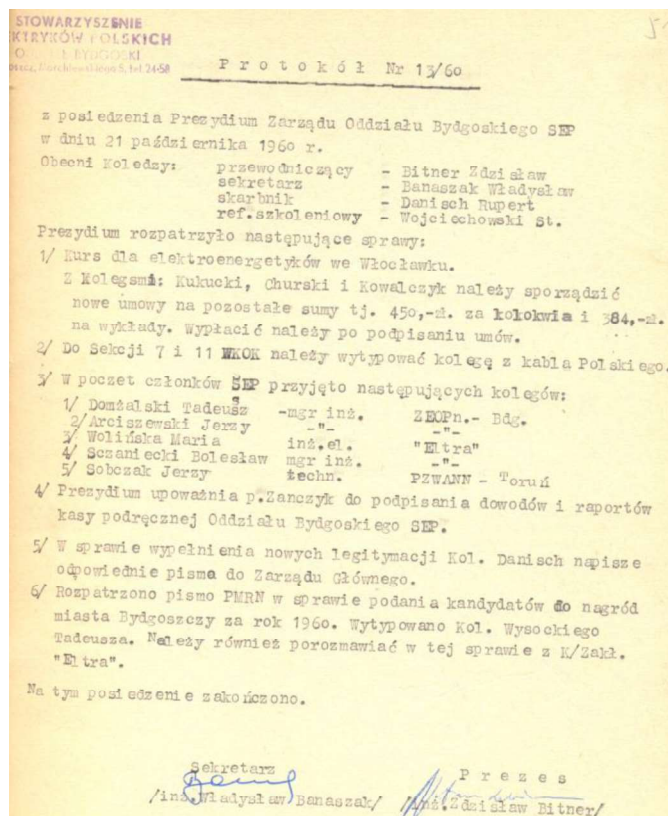 STOWARZYSZENIE
KTRYKÓW POLSKICH
5, tel. 24-58
Protokół Nr 13/60
z posiedzenia Prezydium Zarządu Oddziału Bydgoskiego SEP
w dniu 21 października 1960 r.
Obecni Koledzy: przewodniczący - Bitner Zdzisław
sekretarz - Banaszak Władysław
skarbnik - Danisch Rupert
ref.szkoleniowy - Wojciechowski St.
Prezydium rozpatrzyło następujące sprawy:
1/ Kurs dla elektroenergetyków we Włocławku.
Z Kolegami: Kukucki, Churski i Kowalczyk należy sporządzić
nowe umowy na pozostałe sumy tj. 450,-zł. za kolokwia i 384,-zł.
na wykłady. Wypłacić należy po podpisaniu umów.
2/ Do Sekcji 7 i 11 WKOK należy wytypować kolegę z kabla Polskiego.
3/ W poczet członków SEP przyjęto następujących kolegów:
1/ Domżalski Tadeusz -mgr inż. ZEOPn.- Bdg.
2/Arciszewski Jerzy -"- -"-
3/ Wolińska Maria inż.el. "Eltra"
4/ Sczaniecki Bolesław mgr inż. -"-
5/ Sobczak Jerzy techn. PZWANN - Toruń
4/ Prezydium upoważnia p.Zanczyk do podpisania dowodów i raportów
kasy podręcznej Oddziału Bydgoskiego SEP.
5/ W sprawie wypełnienia nowych legitymacji Kol. Danisch napisze
odpowiednie pisma do Zarządu Głównego.
6/ Rozpatrzono pismo PMRN w sprawie podania kandydatów do nagród
miasta Bydgoszczy za rok 1960. Wytypowano Kol. Wysockiego
Tadeusza. Należy również porozmawiać w tej sprawie z K/Zakł.
"Eltra".
Na tym posiedzenie zakończono.
Sekretarz Prezes
/inż.Władysław Banaszak/ /inż.Zdzisław Bitner/